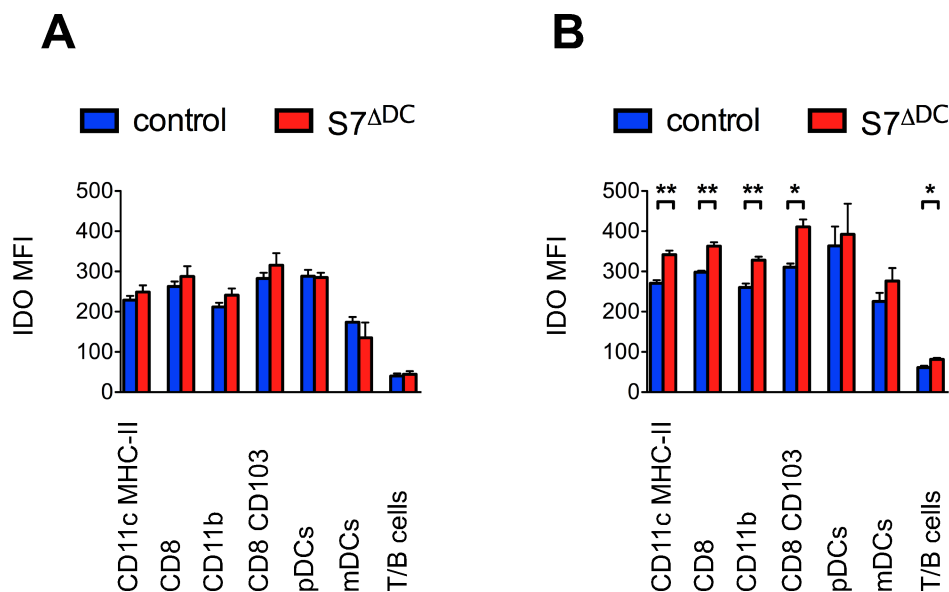 A
control
S7ΔDC
IDO MFI
500
400
300
200
100
0
CD11c MHC-II
CD8
CD11b
CD8 CD103
pDCs
mDCs
T/B cells
B
control
S7ΔDC
IDO MFI
500
400
300
200
100
0
** ** ** * *
CD11c MHC-II
CD8
CD11b
CD8 CD103
pDCs
mDCs
T/B cells